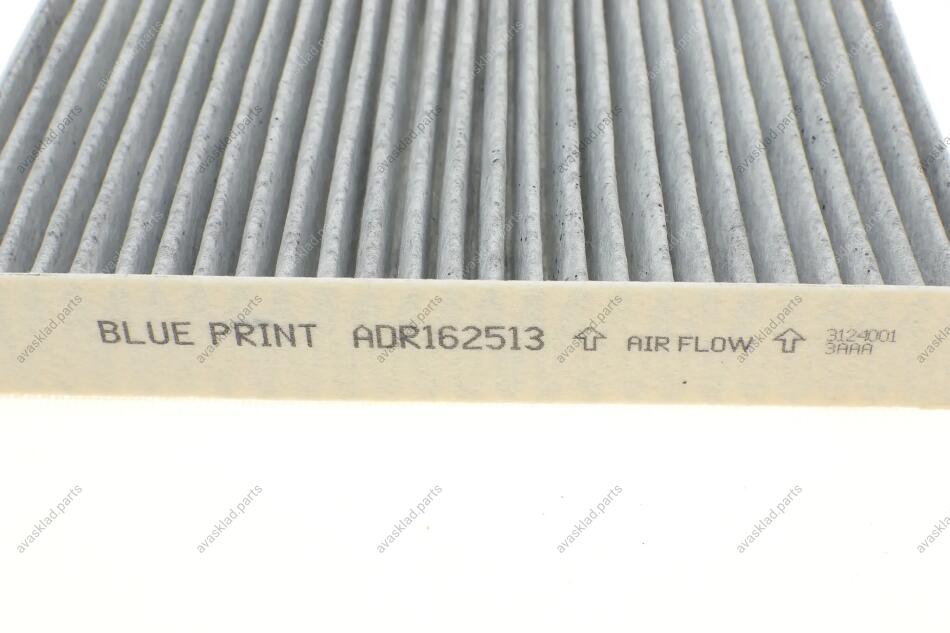 BLUE PRINT ADR162513 ⇧ AIR FLOW ⇧ 3124001
3AAA
avasklad.parts